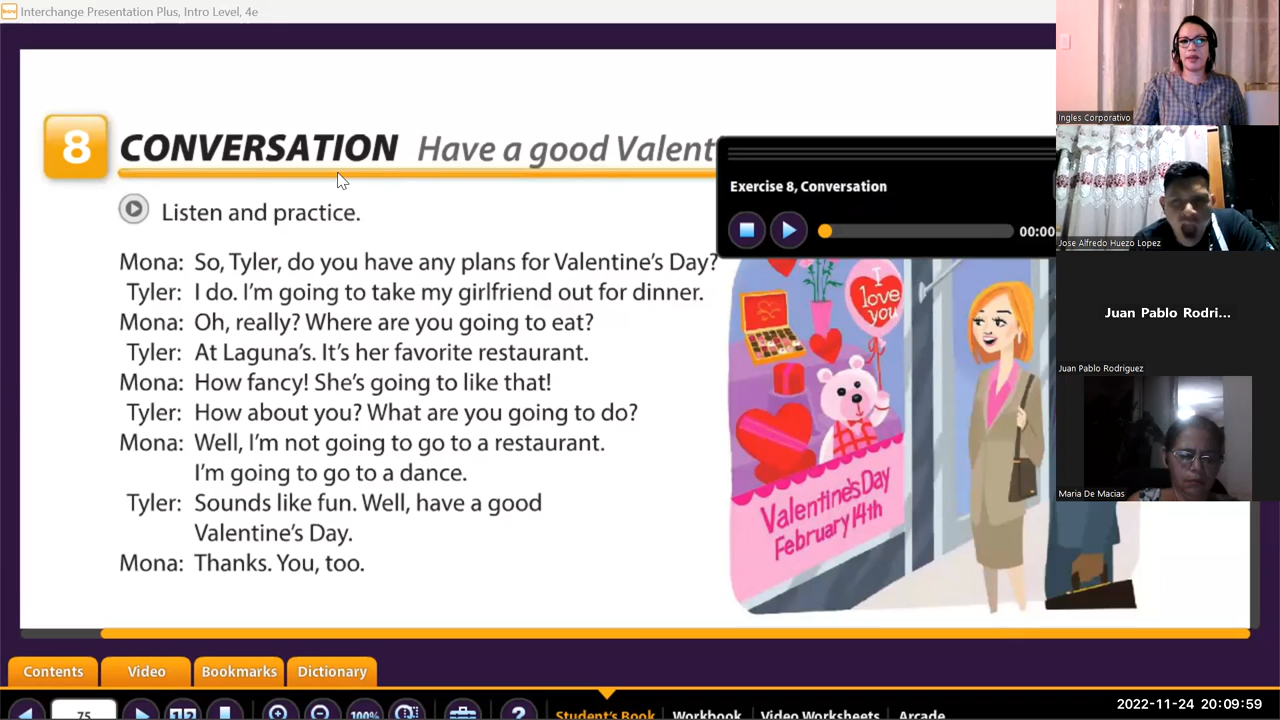 Interchange Presentation Plus, Intro Level, 4e
8 CONVERSATION Have a good Valent
Listen and practice.
Exercise 8, Conversation
00:00
Mona: So, Tyler, do you have any plans for Valentine's Day?
Tyler: I do. I'm going to take my girlfriend out for dinner.
Mona: Oh, really? Where are you going to eat?
Tyler: At Laguna's. It's her favorite restaurant.
Mona: How fancy! She's going to like that!
Tyler: How about you? What are you going to do?
Mona: Well, I'm not going to go to a restaurant.
I'm going to go to a dance.
Tyler: Sounds like fun. Well, have a good
Valentine's Day.
Mona: Thanks. You, too.
I
love
you
Valentine's Day
February 14th
Ingles Corporativo
Jose Alfredo Huezo Lopez
Juan Pablo Rodri...
Juan Pablo Rodriguez
Maria De Macias
Contents Video Bookmarks Dictionary
75 100% ? Student's Book Workbook Video Worksheets Arcade
2022-11-24 20:09:59